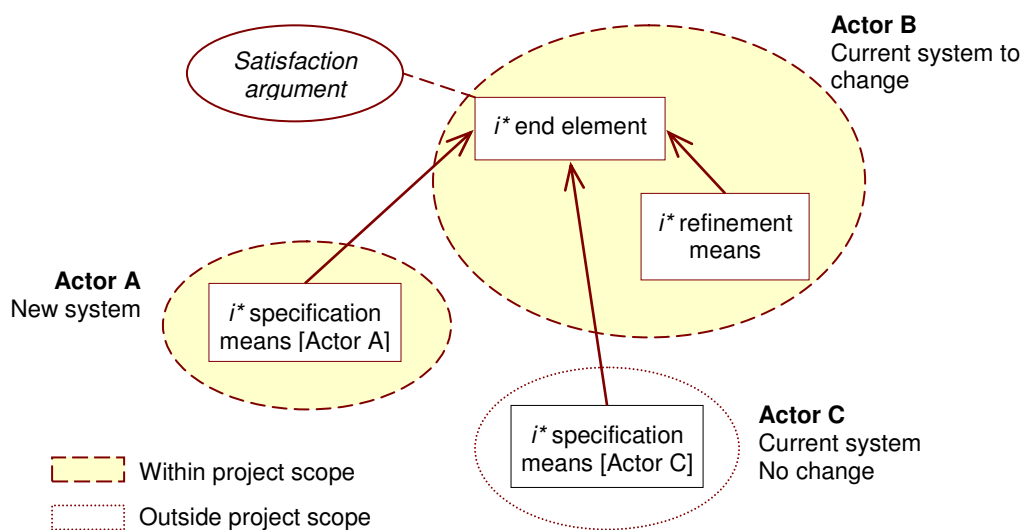 Actor B
Current system to
change
Satisfaction
argument
i* end element
i* refinement
means
Actor A
New system
i* specification
means [Actor A]
Actor C
Current system
No change
i* specification
means [Actor C]
Within project scope
Outside project scope